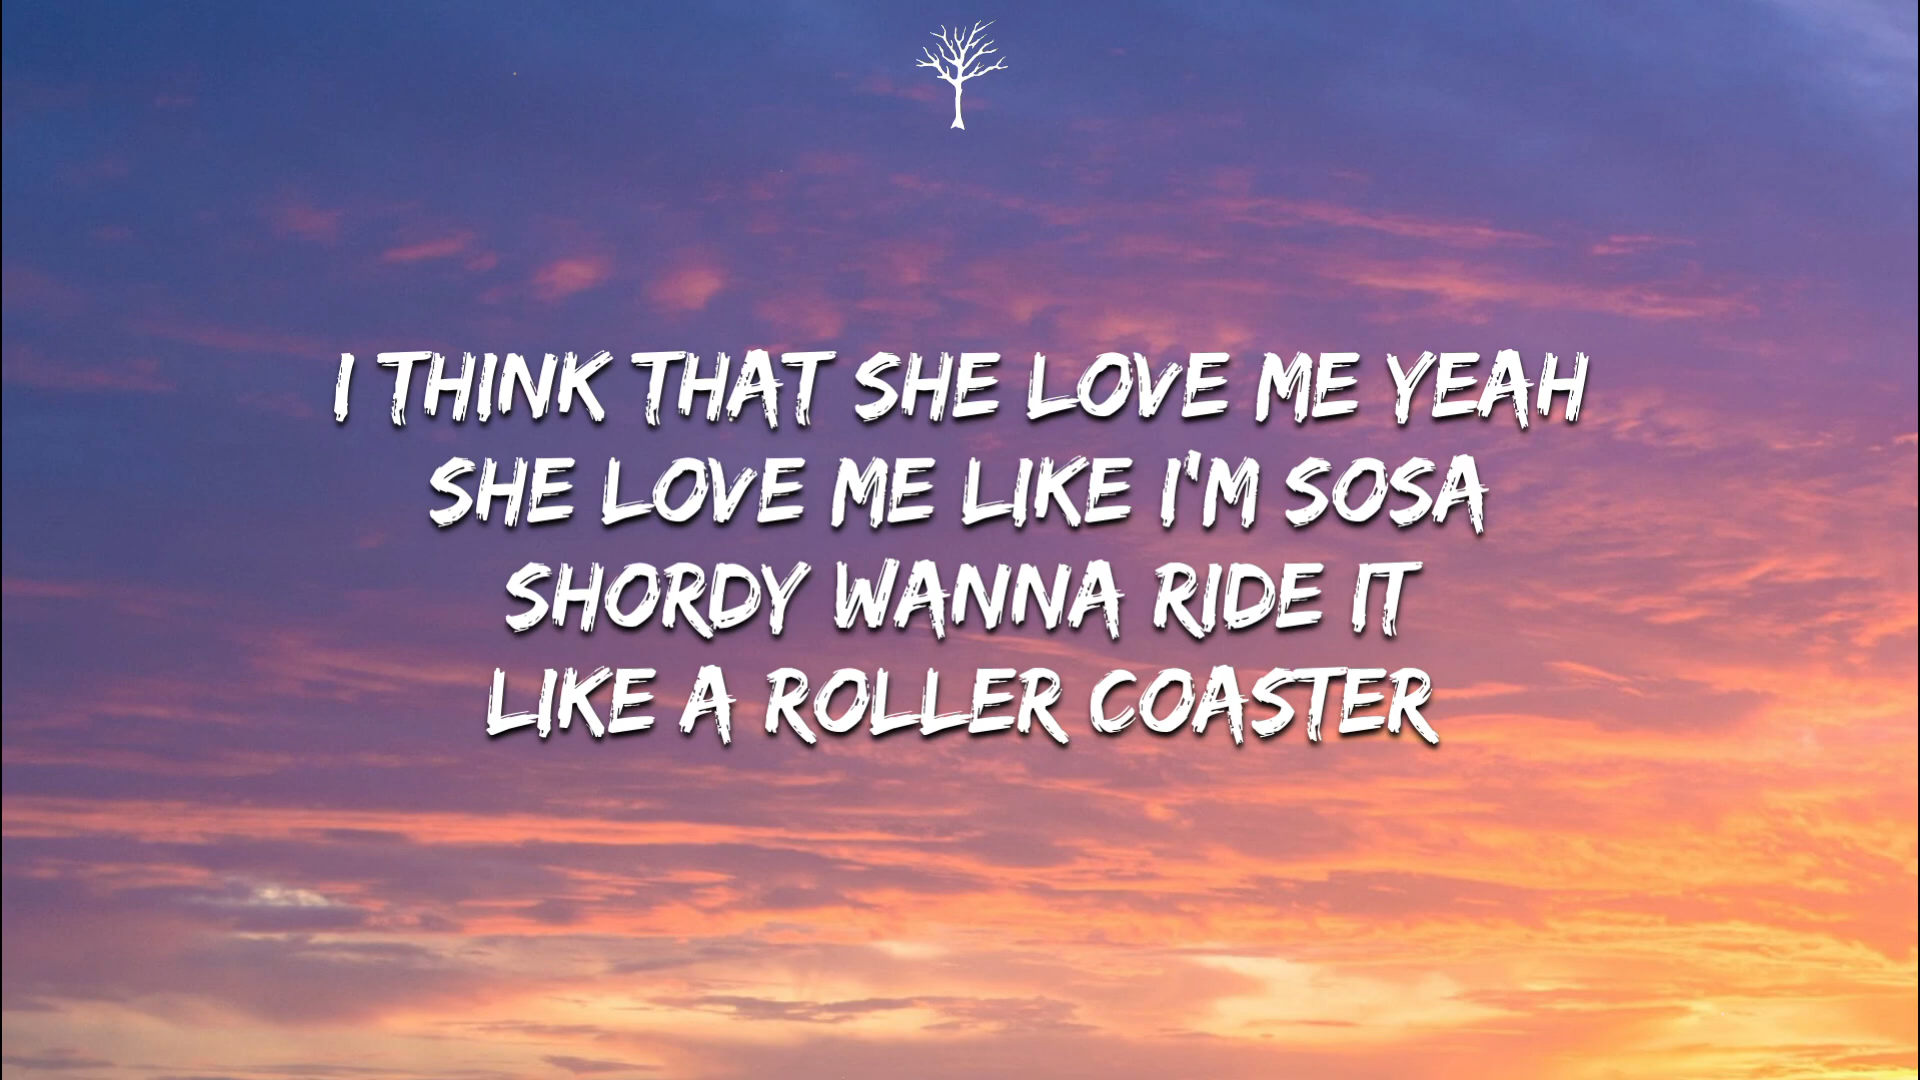 I THINK THAT SHE LOVE ME YEAH
SHE LOVE ME LIKE I'M SOSA
SHORDY WANNA RIDE IT
LIKE A ROLLER COASTER